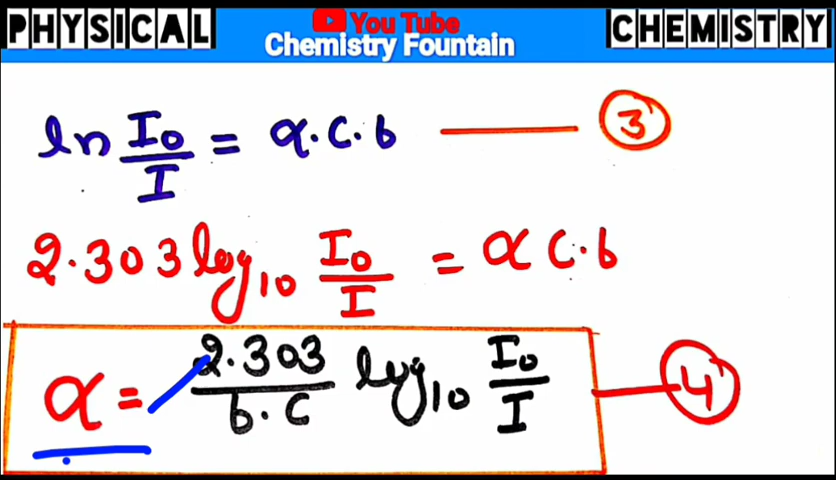 PHYSICAL
You Tube
Chemistry Fountain
CHEMISTRY
ln I₀/I = α.c.b —— 3
2.303 log₁₀ I₀/I = α c.b
α = 2.303/b.c log₁₀ I₀/I —— 4